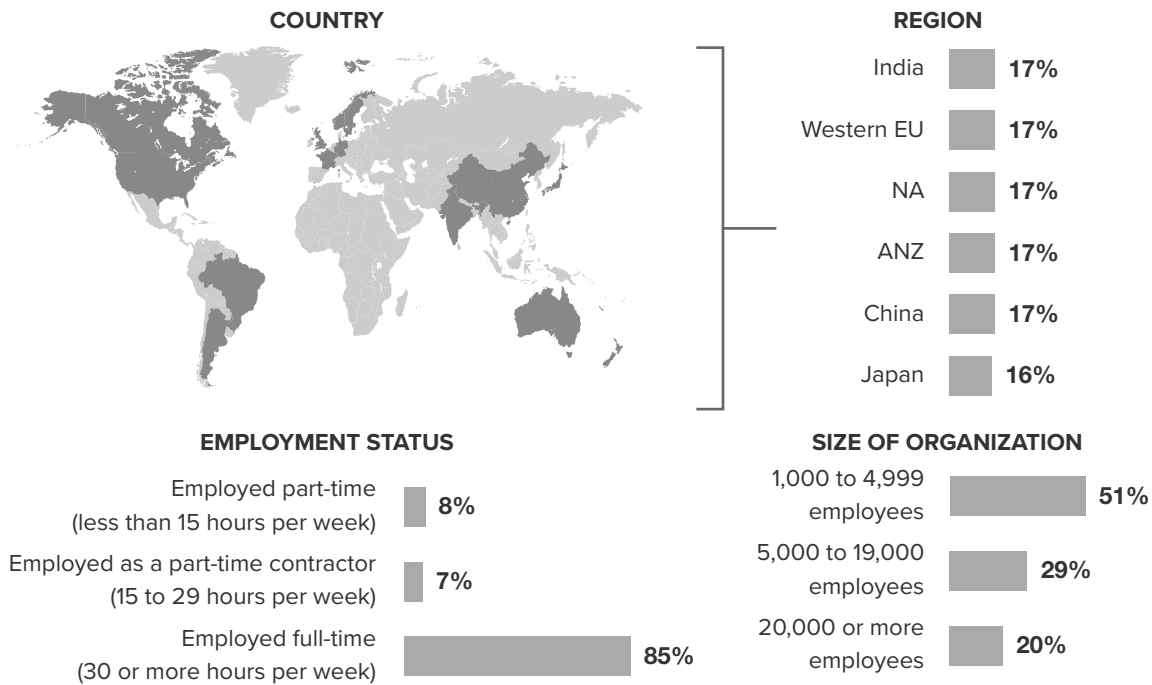 COUNTRY
REGION
India 17%
Western EU 17%
NA 17%
ANZ 17%
China 17%
Japan 16%
EMPLOYMENT STATUS
Employed part-time
(less than 15 hours per week) 8%
Employed as a part-time contractor
(15 to 29 hours per week) 7%
Employed full-time
(30 or more hours per week) 85%
SIZE OF ORGANIZATION
1,000 to 4,999
employees 51%
5,000 to 19,000
employees 29%
20,000 or more
employees 20%